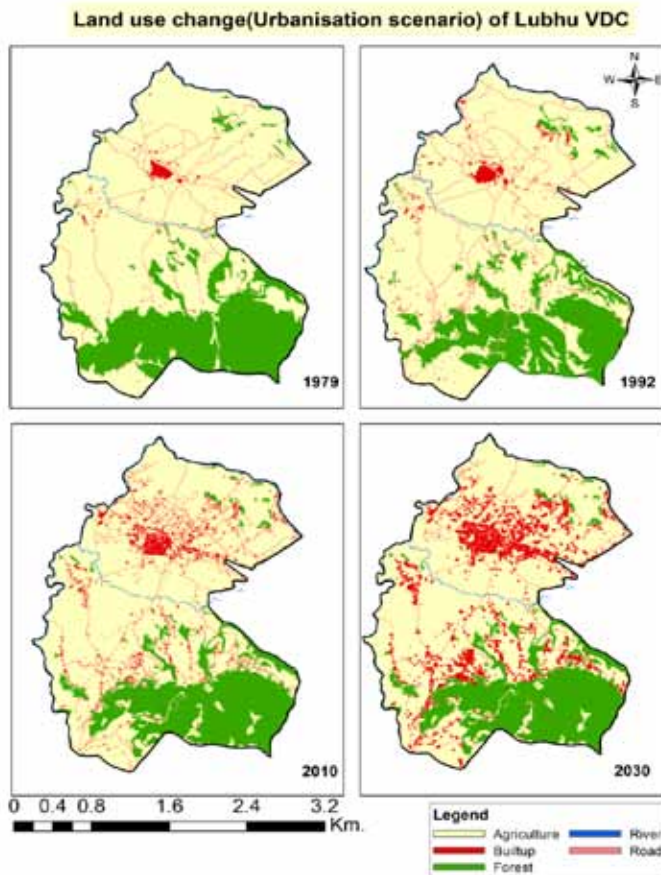 Land use change(Urbanisation scenario) of Lubhu VDC
N
W E
S
1979
1992
2010
2030
0 0.4 0.8 1.6 2.4 3.2
Km.
Legend
Agriculture River
Builtup Road
Forest